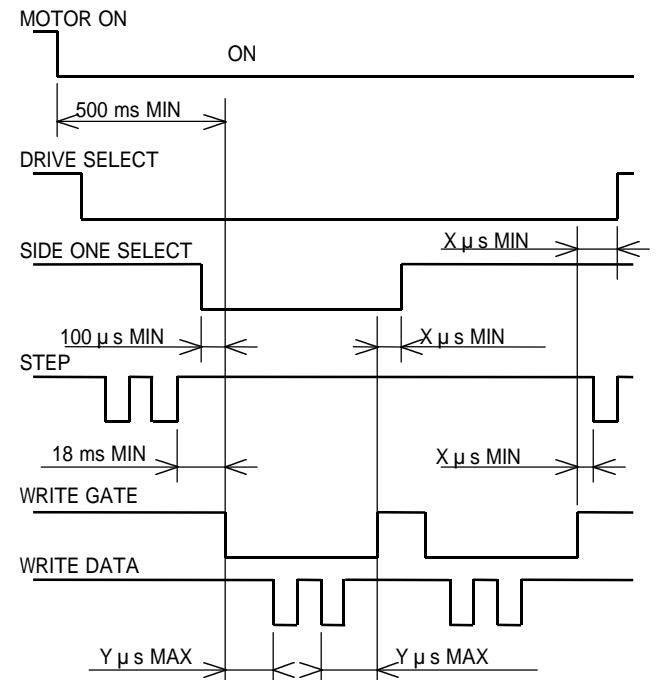 MOTOR ON
ON
500 ms MIN
DRIVE SELECT
X µ s MIN
SIDE ONE SELECT
100 µ s MIN
X µ s MIN
STEP
18 ms MIN
X µ s MIN
WRITE GATE
WRITE DATA
Y µ s MAX
Y µ s MAX